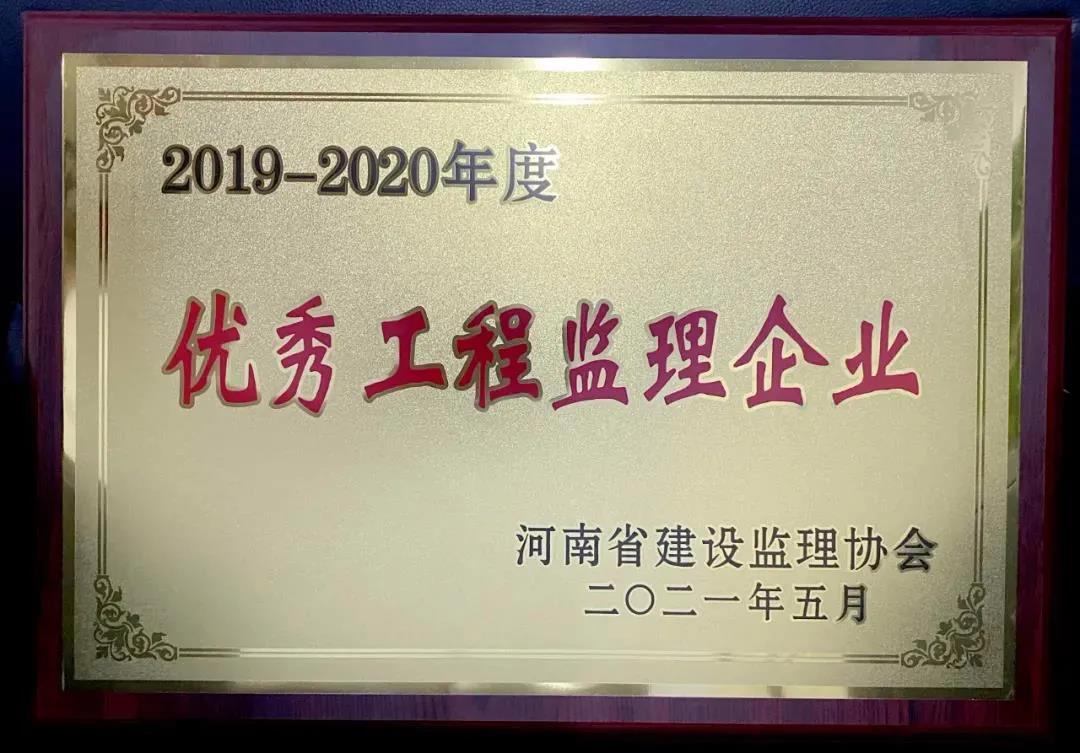 2019-2020年度
优秀工程监理企业
河南省建设监理协会
二〇二一年五月